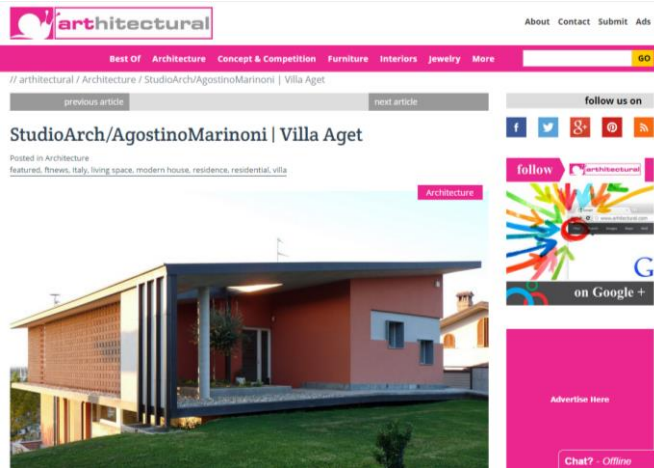 arthitectural
About Contact Submit Ads
Best Of Architecture Concept & Competition Furniture Interiors Jewelry More
GO
// arthitectural / Architecture / StudioArch/AgostinoMarinoni | Villa Aget
previous article
next article
follow us on
StudioArch/AgostinoMarinoni | Villa Aget
Posted in Architecture
featured, ftnews, Italy, living space, modern house, residence, residential, villa
Architecture
follow arthitectural
G
on Google +
Advertise Here
Chat? - Offline